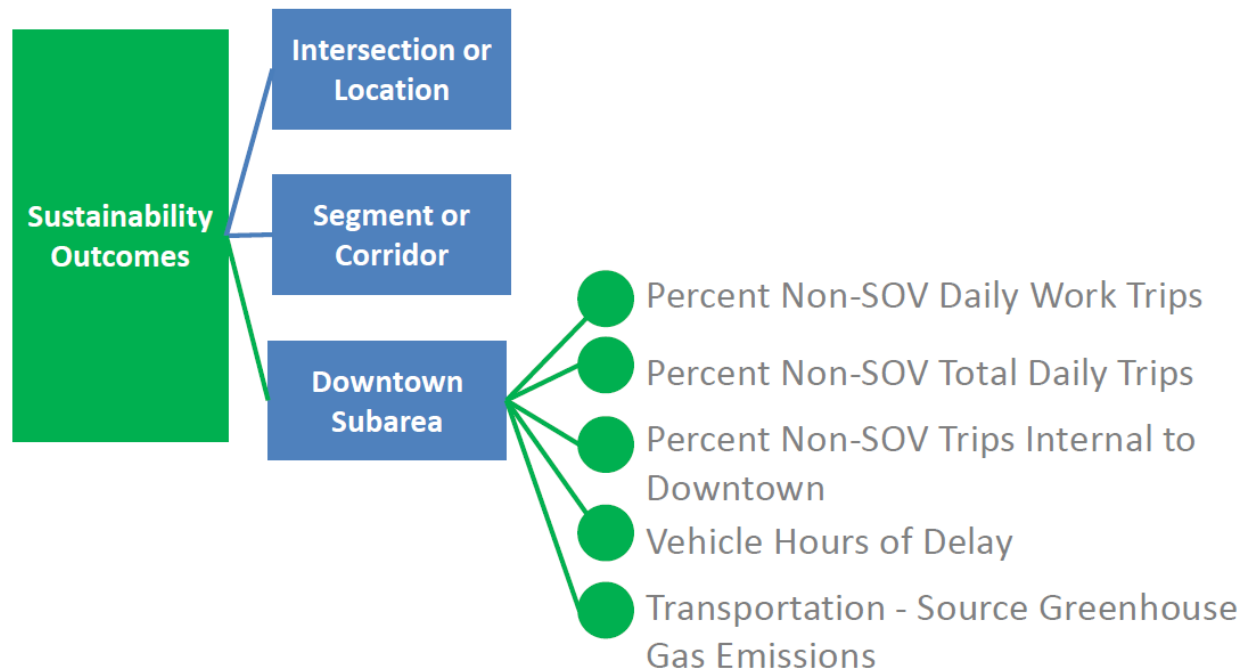 Sustainability
Outcomes
Intersection or
Location
Segment or
Corridor
Downtown
Subarea
Percent Non-SOV Daily Work Trips
Percent Non-SOV Total Daily Trips
Percent Non-SOV Trips Internal to
Downtown
Vehicle Hours of Delay
Transportation - Source Greenhouse
Gas Emissions